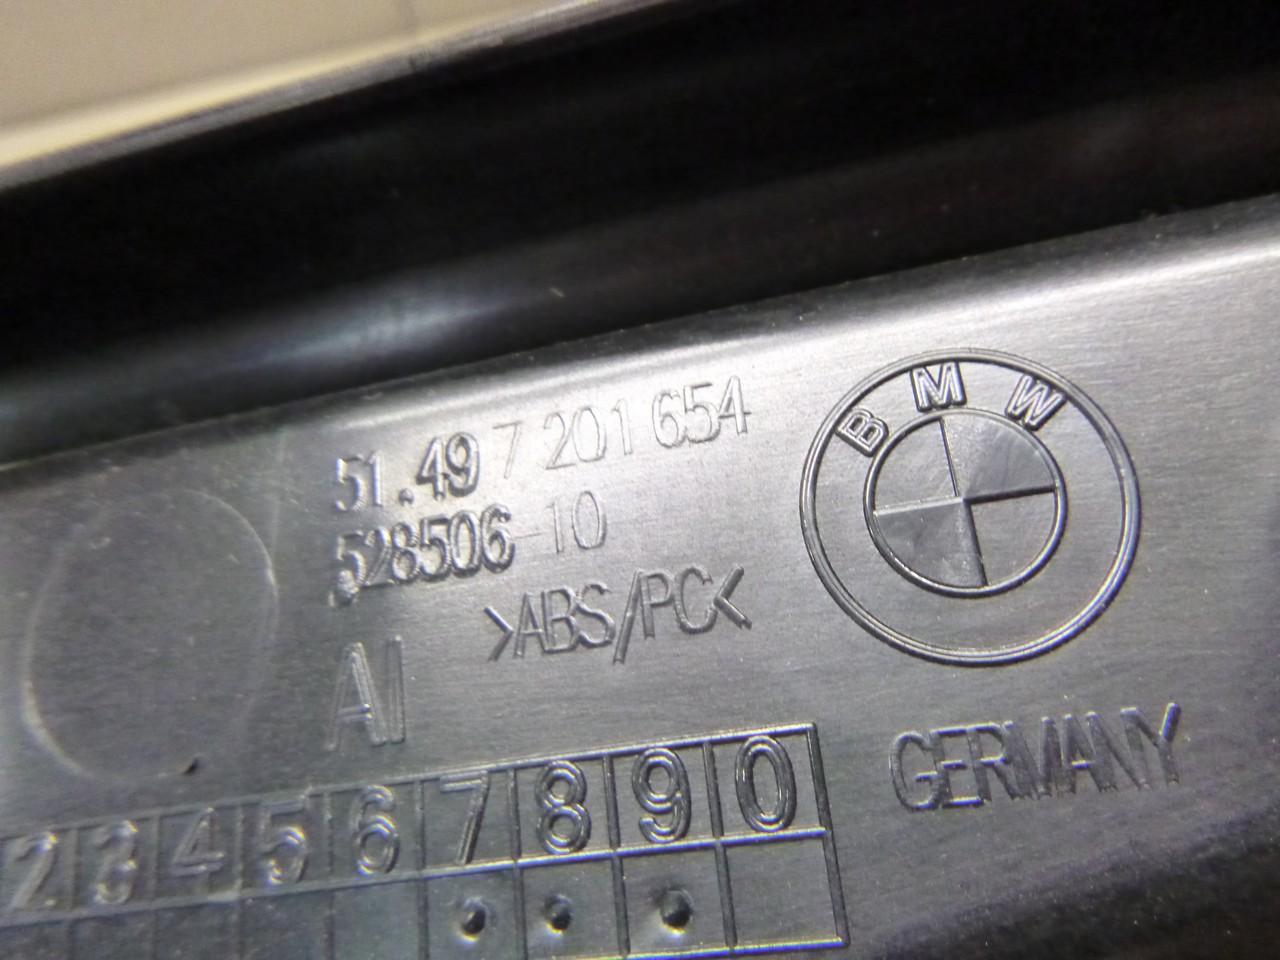 51.49 7 201 654
528506-10
>ABS/PC<
AI
BMW
GERMANY
2 3 4 5 6 7 8 9 0